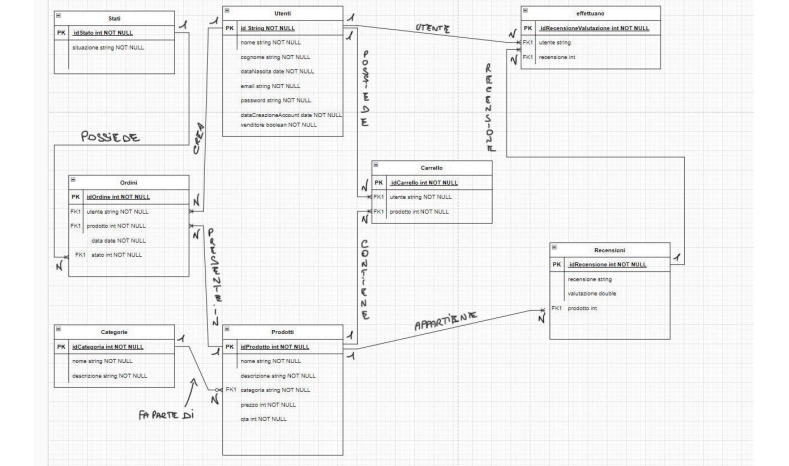 Stati
PK idStato int NOT NULL
situazione string NOT NULL
1
Utenti
PK id String NOT NULL
nome string NOT NULL
cognome string NOT NULL
dataNascita date NOT NULL
email string NOT NULL
password string NOT NULL
dataCreazioneAccount date NOT NULL
venditore boolean NOT NULL
1
1
1
UTENTE
effettuano
PK idRecensioneValutazione int NOT NULL
FK1 utente string
FK1 recensione int
N
N
POSSIEDE
CREA
POSSIEDE
RECENSIONE
Ordini
PK idOrdine int NOT NULL
FK1 utente string NOT NULL
FK1 prodotto int NOT NULL
data date NOT NULL
FK1 stato int NOT NULL
N
N
N
Carrello
PK idCarrello int NOT NULL
FK1 utente string NOT NULL
FK1 prodotto int NOT NULL
N
N
PRESENTE IN
CONTIENE
Recensioni
PK idRecensione int NOT NULL
recensione string
valutazione double
FK1 prodotto int
1
N
APPARTIENE
Categorie
PK idCategoria int NOT NULL
nome string NOT NULL
descrizione string NOT NULL
1
Prodotti
PK idProdotto int NOT NULL
nome string NOT NULL
descrizione string NOT NULL
FK1 categoria string NOT NULL
prezzo int NOT NULL
qta int NOT NULL
1
1
1
N
FA PARTE DI